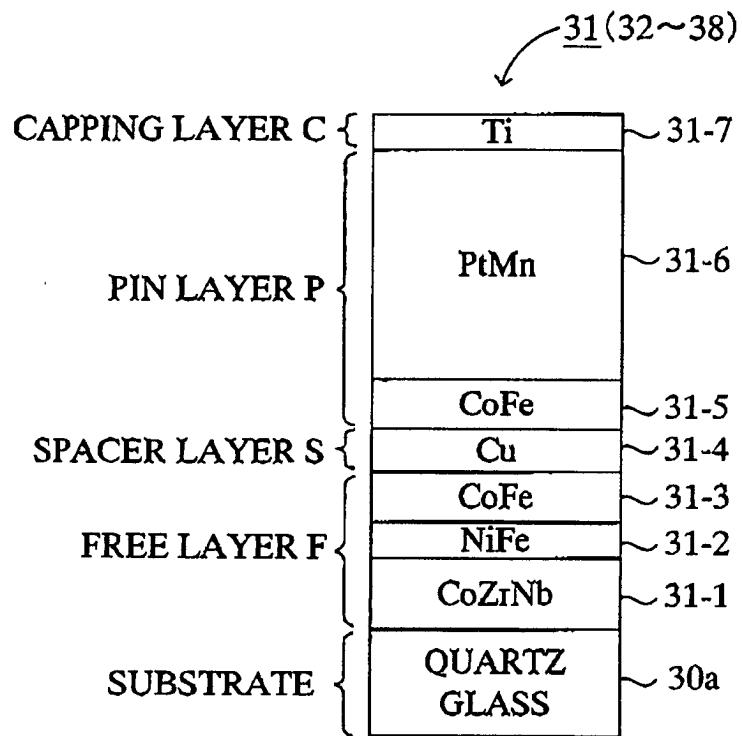 31(32~38)
CAPPING LAYER C
Ti
31-7
PtMn
31-6
PIN LAYER P
CoFe
31-5
SPACER LAYER S
Cu
31-4
CoFe
31-3
FREE LAYER F
NiFe
31-2
CoZrNb
31-1
SUBSTRATE
QUARTZ
GLASS
30a